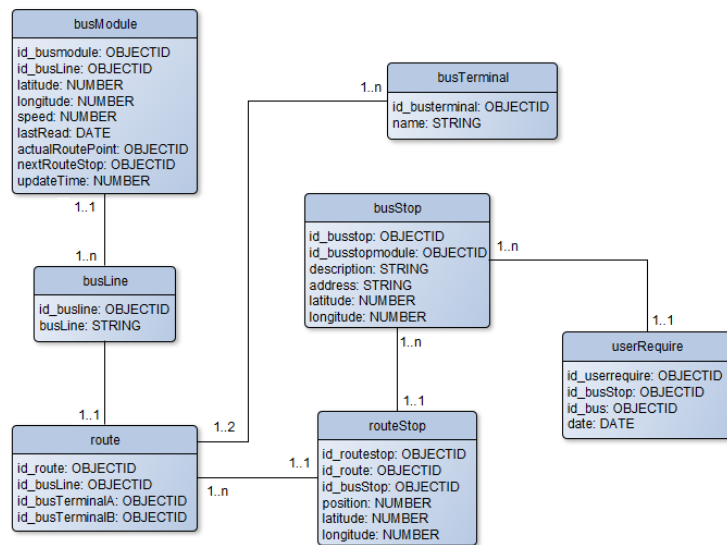 busModule
id_busmodule: OBJECTID
id_busLine: OBJECTID
latitude: NUMBER
longitude: NUMBER
speed: NUMBER
lastRead: DATE
actualRoutePoint: OBJECTID
nextRouteStop: OBJECTID
updateTime: NUMBER
1..1
1..n
busLine
id_busline: OBJECTID
busLine: STRING
1..1
route
id_route: OBJECTID
id_busLine: OBJECTID
id_busTerminalA: OBJECTID
id_busTerminalB: OBJECTID
1..2
1..n
busTerminal
id_busterminal: OBJECTID
name: STRING
1..n
1..1
routeStop
id_routestop: OBJECTID
id_route: OBJECTID
id_busStop: OBJECTID
position: NUMBER
latitude: NUMBER
longitude: NUMBER
1..1
1..n
busStop
id_busstop: OBJECTID
id_busstopmodule: OBJECTID
description: STRING
address: STRING
latitude: NUMBER
longitude: NUMBER
1..n
1..1
userRequire
id_userrequire: OBJECTID
id_busStop: OBJECTID
id_bus: OBJECTID
date: DATE